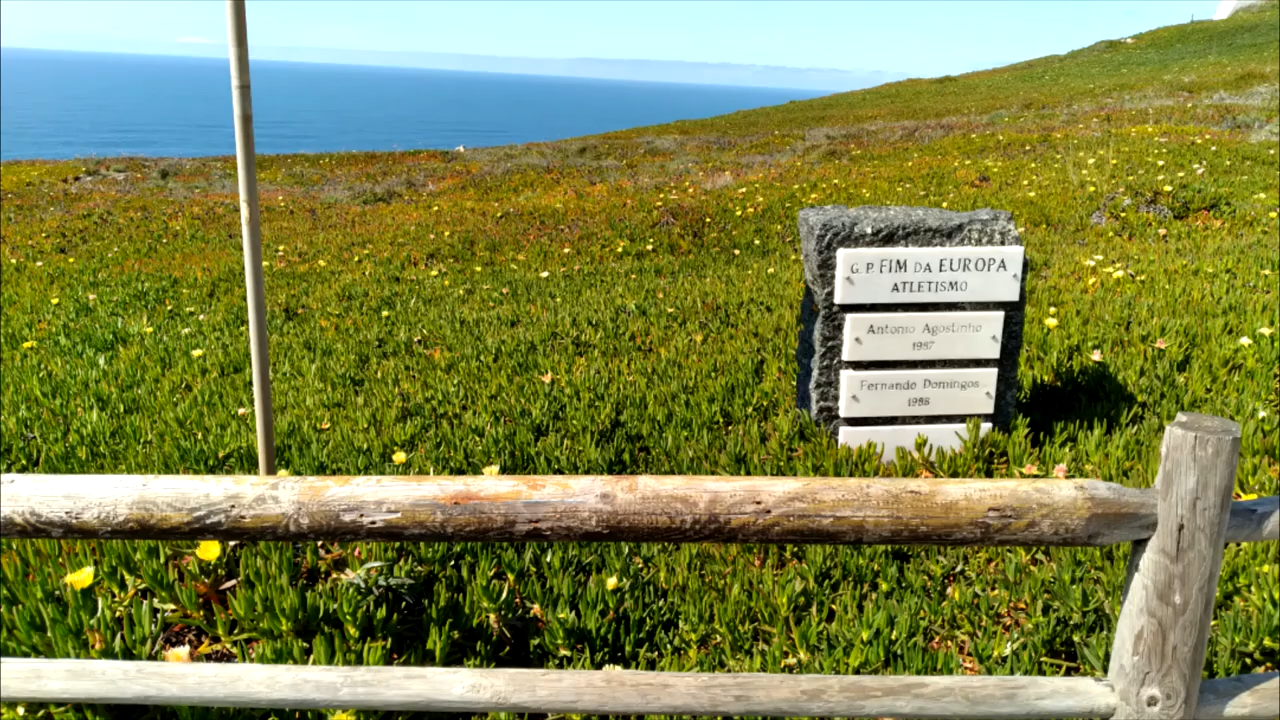 G. P. FIM DA EUROPA
ATLETISMO
Antonio Agostinho
1987
Fernando Domingos
1988